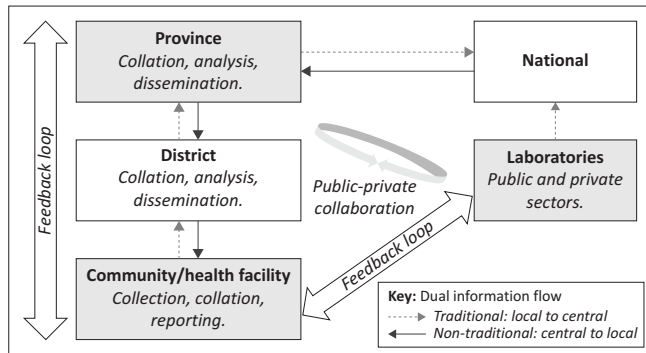 Province
Collation, analysis,
dissemination.
National
District
Collation, analysis,
dissemination.
Public-private
collaboration
Laboratories
Public and private
sectors.
Feedback loop
Feedback loop
Community/health facility
Collection, collation,
reporting.
Key: Dual information flow
Traditional: local to central
Non-traditional: central to local